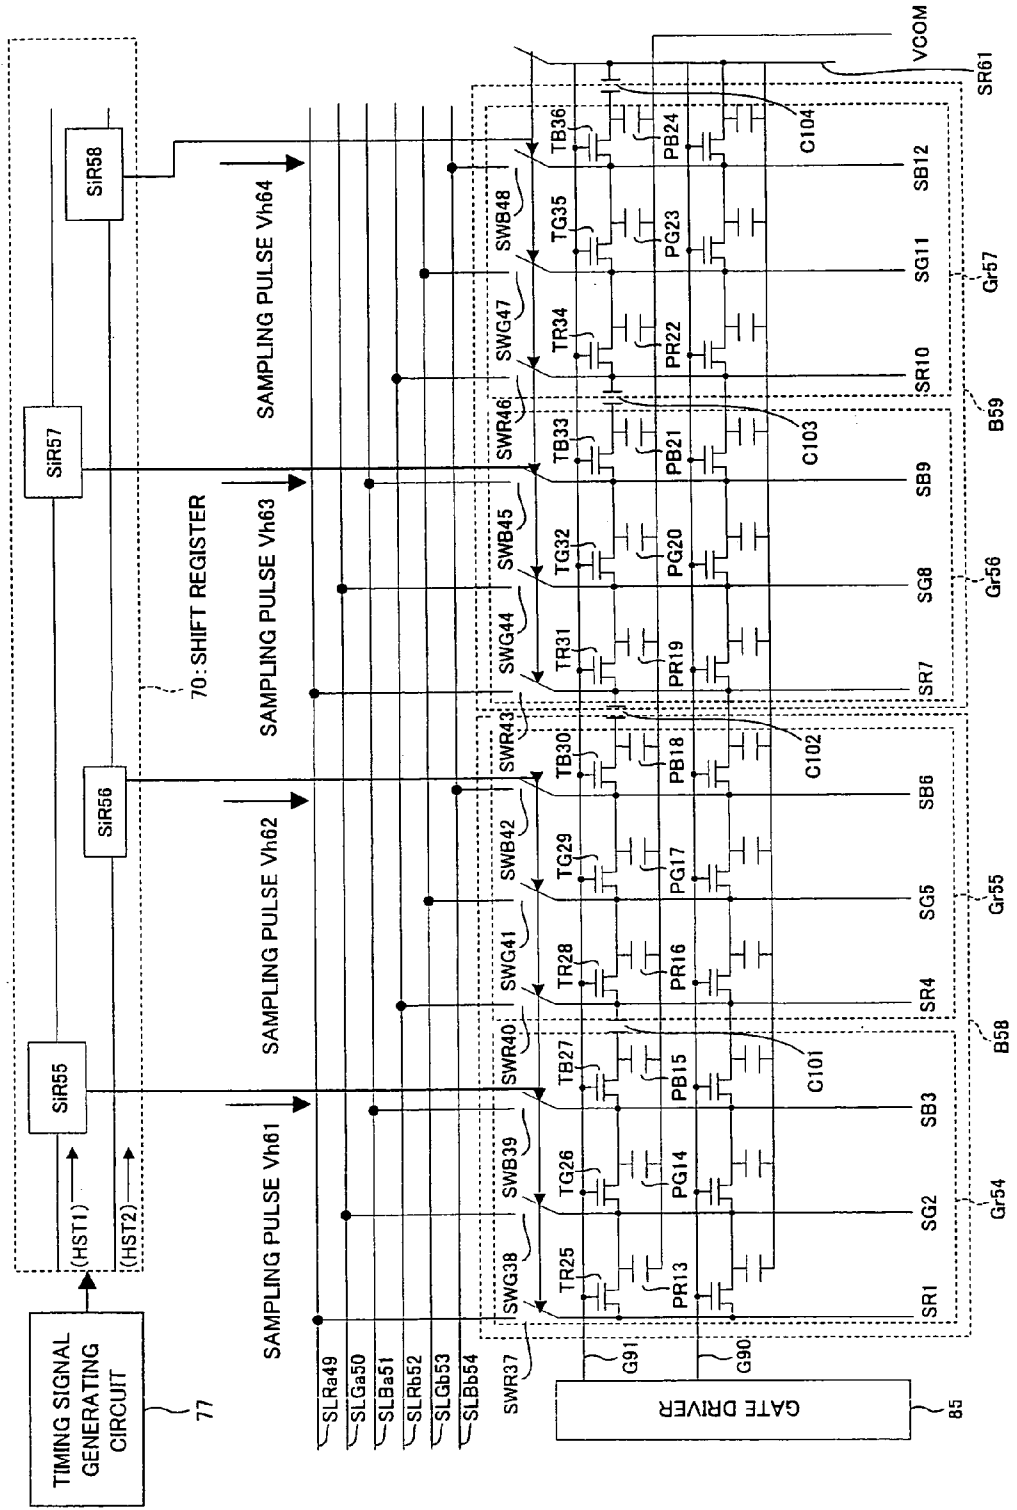 TIMING SIGNAL
GENERATING
CIRCUIT
77
(HST1)
(HST2)
SiR55
SiR56
SiR57
SiR58
70:SHIFT REGISTER
SAMPLING PULSE Vh61
SAMPLING PULSE Vh62
SAMPLING PULSE Vh63
SAMPLING PULSE Vh64
SLRa49
SLGa50
SLBa51
SLRb52
SLGb53
SLBb54
SWR37
SWG38
SWB39
SWR40
SWG41
SWB42
SWR43
SWG44
SWB45
SWR46
SWG47
SWB48
TR25
TG26
TB27
TR28
TG29
TB30
TR31
TG32
TB33
TR34
TG35
TB36
G91
PR13
PG14
PB15
PR16
PG17
PB18
PR19
PG20
PB21
PR22
PG23
PB24
G90
GATE DRIVER
85
C101
C102
C103
C104
SR1
SG2
SB3
SR4
SG5
SB6
SR7
SG8
SB9
SR10
SG11
SB12
SR61
VCOM
Gr54
Gr55
Gr56
Gr57
B58
B59